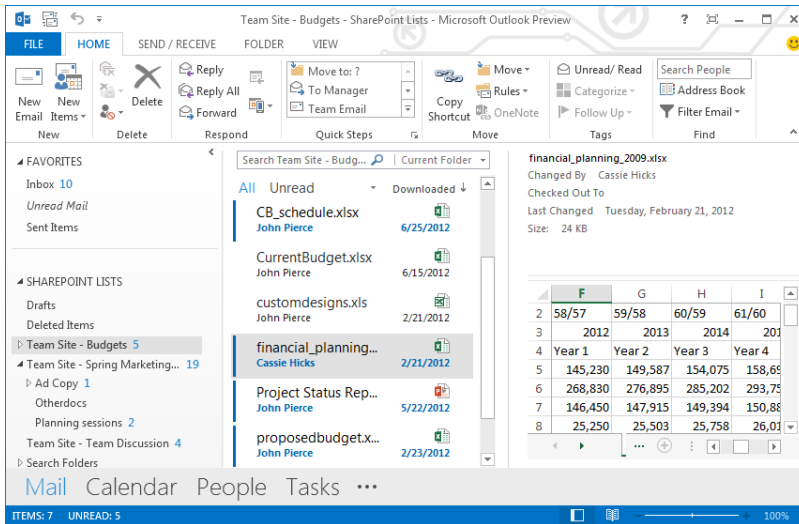 Team Site - Budgets - SharePoint Lists - Microsoft Outlook Preview
FILE HOME SEND / RECEIVE FOLDER VIEW
New Email
New Items
Delete
Reply
Reply All
Forward
Move to: ?
To Manager
Team Email
Copy Shortcut
Move
Rules
OneNote
Unread/ Read
Categorize
Follow Up
Search People
Address Book
Filter Email
New Delete Respond Quick Steps Move Tags Find
FAVORITES
Inbox 10
Unread Mail
Sent Items
SHAREPOINT LISTS
Drafts
Deleted Items
Team Site - Budgets 5
Team Site - Spring Marketing... 19
Ad Copy 1
Otherdocs
Planning sessions 2
Team Site - Team Discussion 4
Search Folders
Search Team Site - Budg... Current Folder
All Unread Downloaded
CB_schedule.xlsx
John Pierce 6/25/2012
CurrentBudget.xlsx
John Pierce 6/15/2012
customdesigns.xls
John Pierce 2/21/2012
financial_planning...
Cassie Hicks 2/21/2012
Project Status Rep...
John Pierce 5/22/2012
proposedbudget.x...
John Pierce 2/23/2012
financial_planning_2009.xlsx
Changed By Cassie Hicks
Checked Out To
Last Changed Tuesday, February 21, 2012
Size: 24 KB
F G H I
2 58/57 59/58 60/59 61/60
3 2012 2013 2014 201
4 Year 1 Year 2 Year 3 Year 4
5 145,230 149,587 154,075 158,69
6 268,830 276,895 285,202 293,75
7 146,450 147,915 149,394 150,88
8 25,250 25,503 25,758 26,01
Mail Calendar People Tasks ...
ITEMS: 7 UNREAD: 5 100%